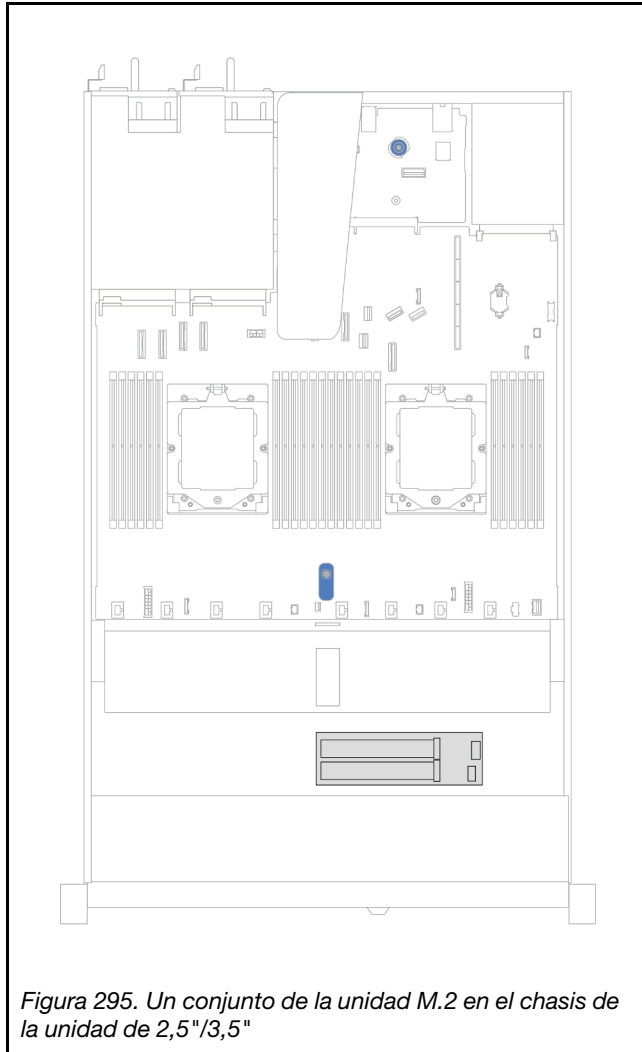 Figura 295. Un conjunto de la unidad M.2 en el chasis de
la unidad de 2,5"/3,5"